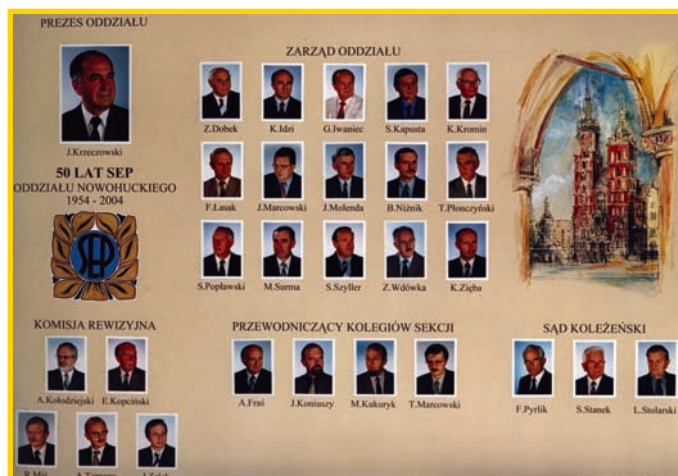 PREZES ODDZIAŁU
J.Krzeczowski
50 LAT SEP
ODDZIAŁU NOWOHUCKIEGO
1954 - 2004
SEP
ZARZĄD ODDZIAŁU
Z.Dobek K.Idzi G.Iwaniec S.Kapusta K.Kromin
F.Łasak J.Marcowski J.Molenda B.Niżnik T.Płonczyński
S.Popławski M.Surma S.Szyller Z.Wdówka K.Zięba
KOMISJA REWIZYJNA
A.Kołodziejski E.Kopciński
PRZEWODNICZĄCY KOLEGIÓW SEKCJI
A.Fraś J.Koniuszy M.Kukuryk T.Marcowski
SĄD KOLEŻEŃSKI
F.Pyrlik S.Stanek L.Stolarski